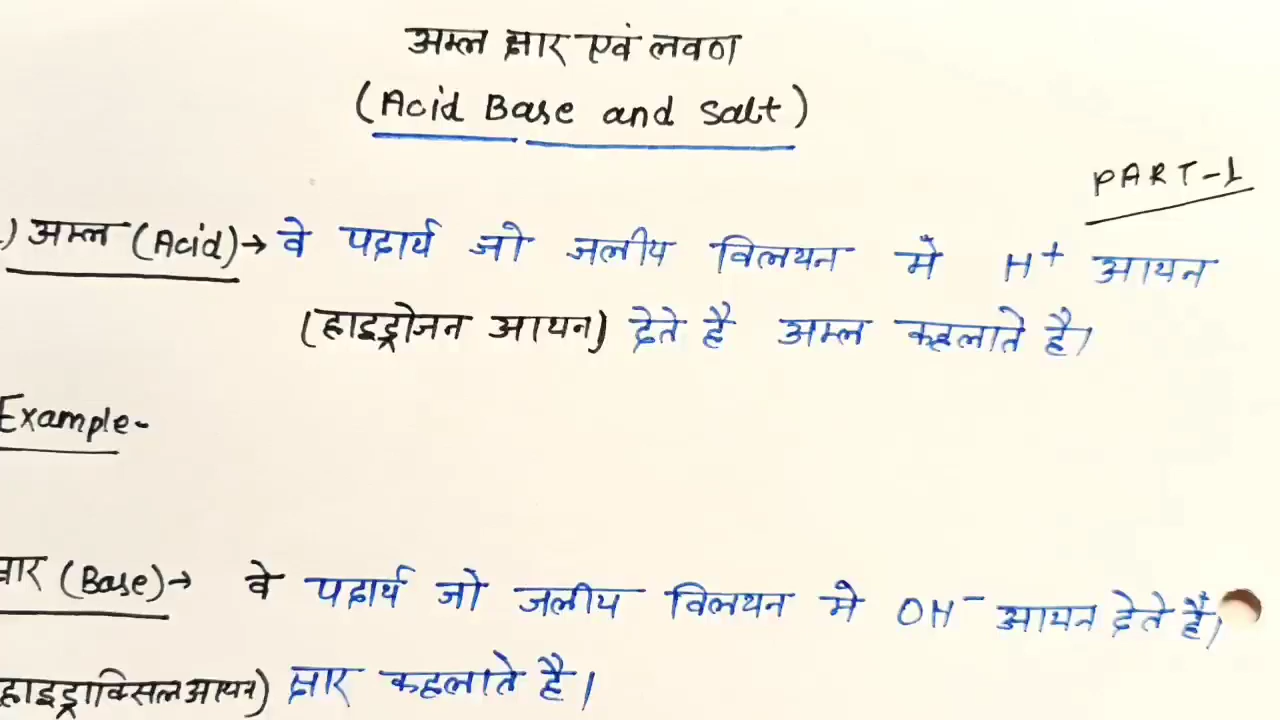 अम्ल क्षार एवं लवण
(Acid Base and Salt)
PART-1
.) अम्ल (Acid)→ वे पदार्थ जो जलीय विलयन में H⁺ आयन
(हाइड्रोजन आयन) देते है अम्ल कहलाते है।
Example-
(Base)→ वे पदार्थ जो जलीय विलयन मे OH⁻ आयन देते हैं।
हाइड्राक्सिल आयन) क्षार कहलाते है।